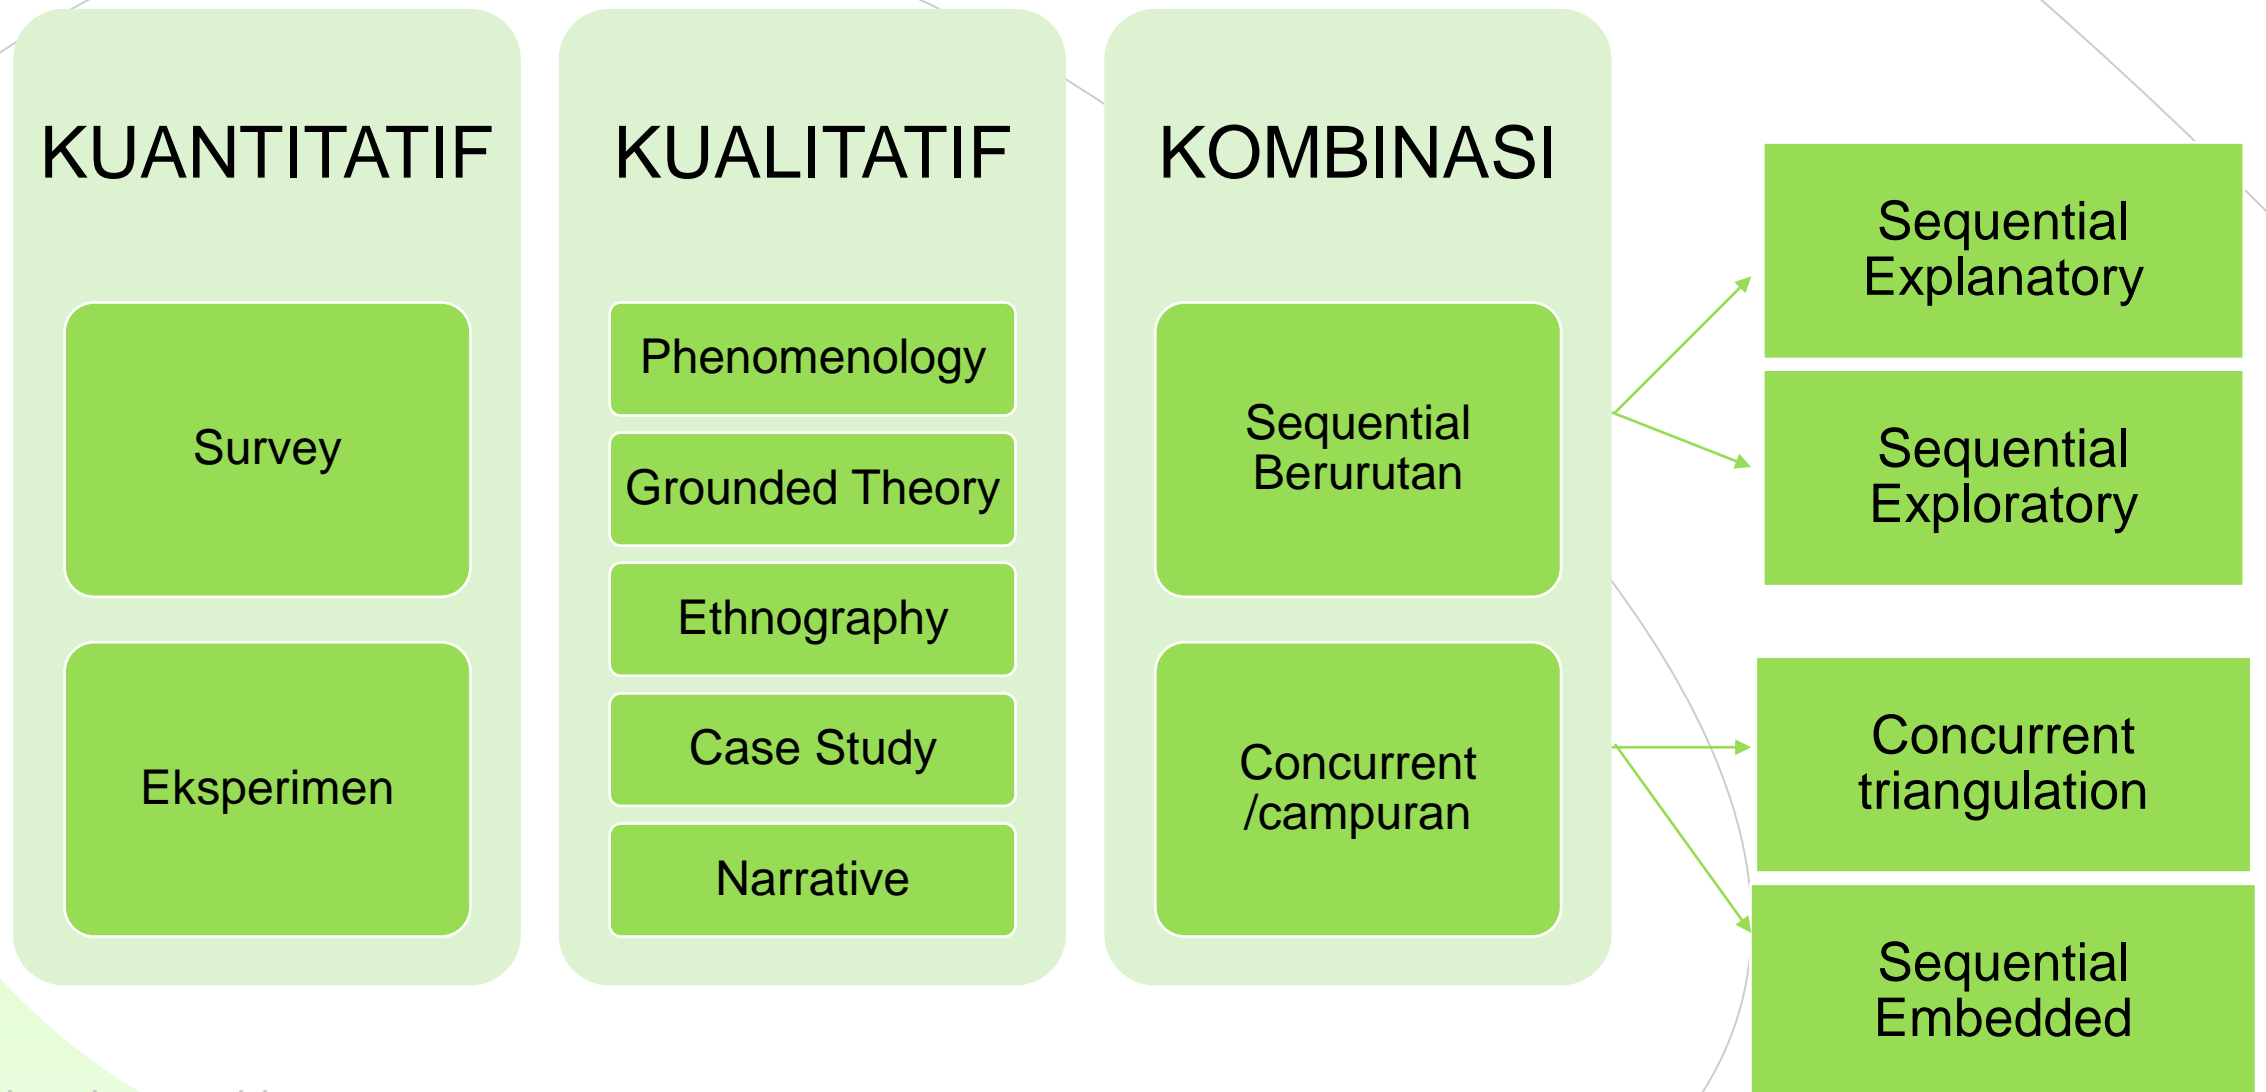 KUANTITATIF
Survey
Eksperimen
KUALITATIF
Phenomenology
Grounded Theory
Ethnography
Case Study
Narrative
KOMBINASI
Sequential
Berurutan
Concurrent
/campuran
Sequential
Explanatory
Sequential
Exploratory
Concurrent
triangulation
Sequential
Embedded